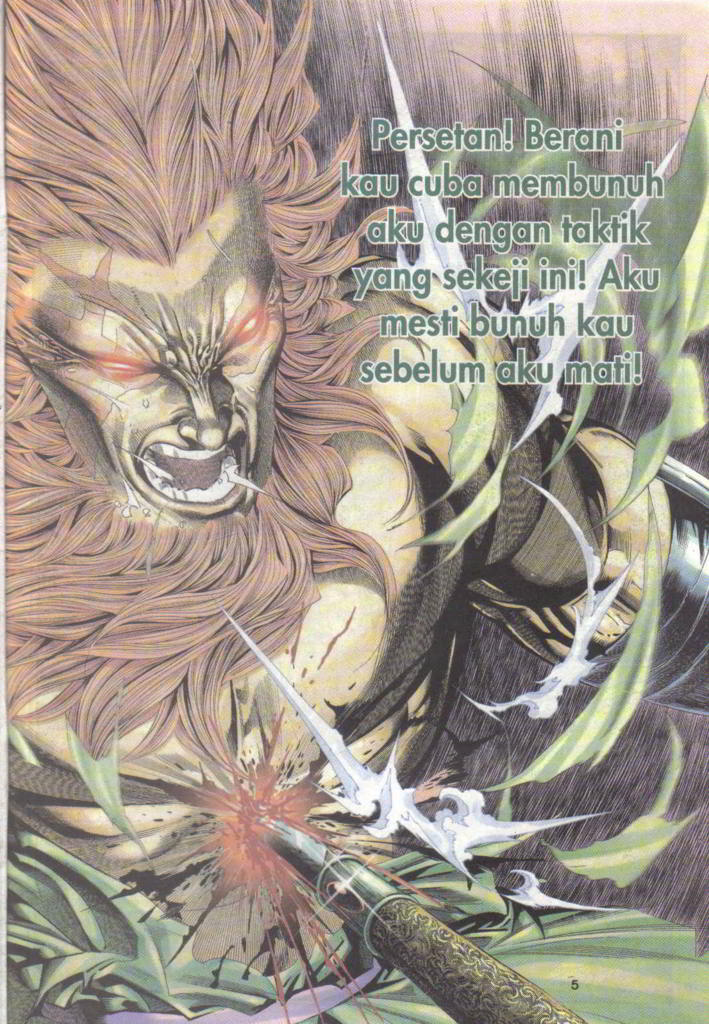 Persetan! Berani
kau cuba membunuh
aku dengan taktik
yang sekeji ini! Aku
mesti bunuh kau
sebelum aku mati!
5